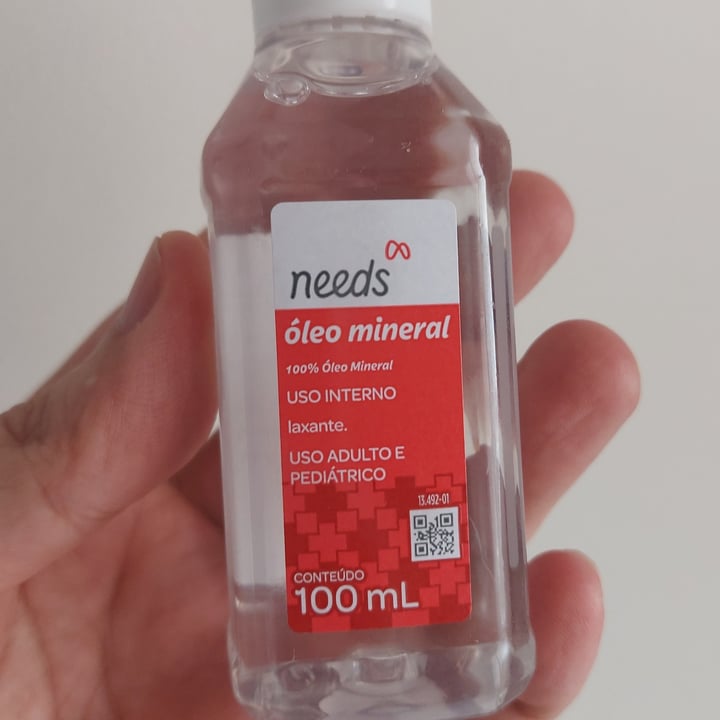 needs
óleo mineral
100% Óleo Mineral
USO INTERNO
laxante.
USO ADULTO E
PEDIÁTRICO
13.492-01
CONTEÚDO
100 mL